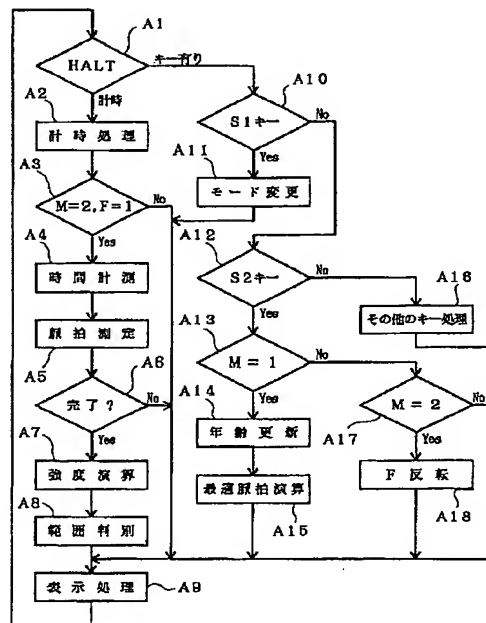 A1
HALT
キー有り
計時
A2
計時処理
A3
M=2,F=1
No
Yes
A4
時間計測
脈拍測定
A5
A6
完了?
No
Yes
A7
強度演算
A8
範囲判別
表示処理
A9
A10
S1キー
No
Yes
A11
モード変更
A12
S2キー
No
Yes
A16
その他のキー処理
A13
M=1
No
Yes
A14
年齢更新
最適脈拍演算
A15
M=2
No
A17
Yes
F反転
A18